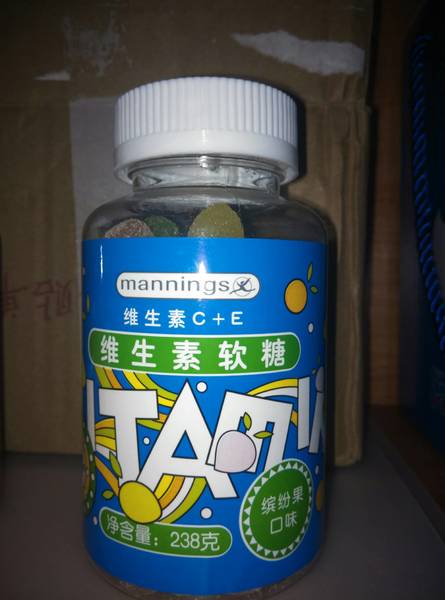 mannings
维生素C+E
维生素软糖
ITAMIN
缤纷果
口味
净含量：238克